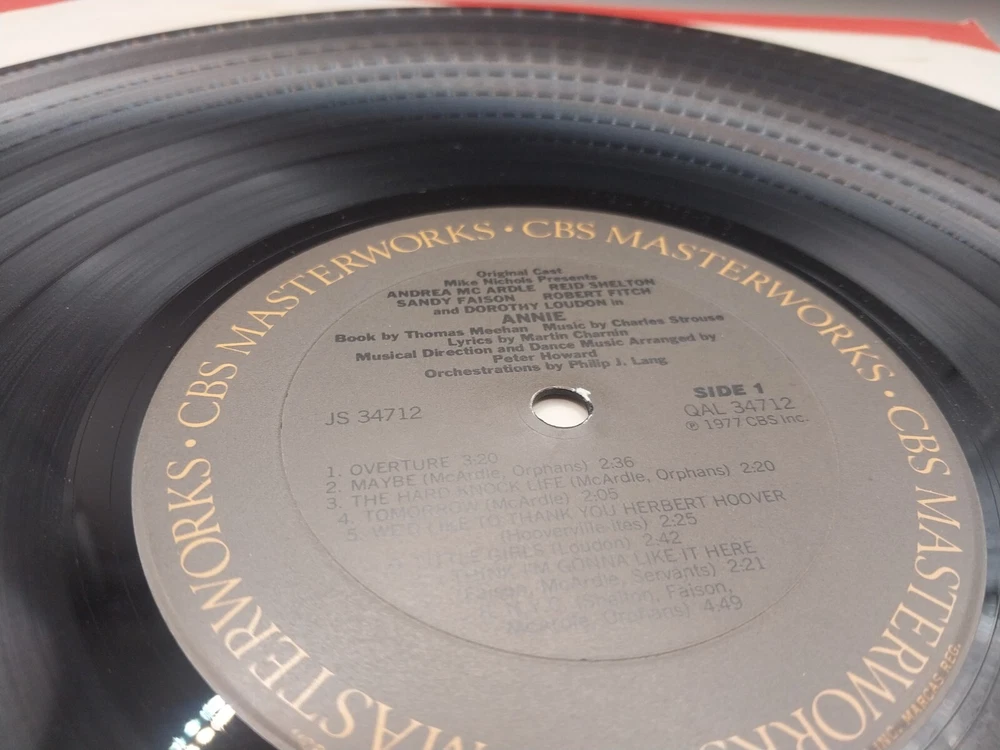 CBS MASTERWORKS · CBS MASTERWORKS · CBS MASTERWORKS · MASTERWORKS ·
Original Cast
Mike Nichols Presents
ANDREA MC ARDLE REID SHELTON
SANDY FAISON ROBERT FITCH
and DOROTHY LOUDON in
ANNIE
Book by Thomas Meehan Music by Charles Strouse
Lyrics by Martin Charnin
Musical Direction and Dance Music Arranged by
Peter Howard
Orchestrations by Philip J. Lang
JS 34712
SIDE 1
QAL 34712
℗ 1977 CBS Inc.
1. OVERTURE 3:20
2. MAYBE (McArdle, Orphans) 2:36
3. THE HARD KNOCK LIFE (McArdle, Orphans) 2:20
4. TOMORROW (McArdle) 2:05
5. WE'D LIKE TO THANK YOU HERBERT HOOVER
(Hooverville-ites) 2:25
GIRLS (Loudon) 2:42
I'M GONNA LIKE IT HERE
Faison, McArdle, Servants) 2:21
Faison,
McArdle, Orphans) 4:49
MARCAS REG.